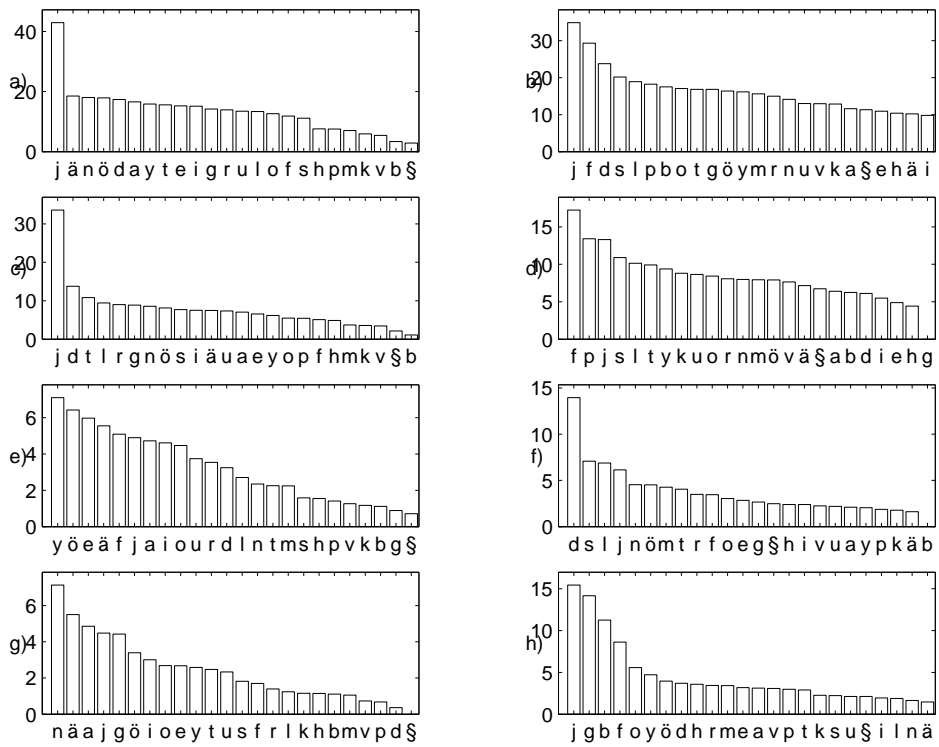 40
20
0
a)
j ä n ö d a y t e i g r u l o f s h p m k v b §
30
20
10
0
b)
j f d s l p b o t g ö y m r n u v k a § e h ä i
30
20
10
0
c)
j d t l r g n ö s i ä u a e y o p f h m k v § b
15
10
5
0
d)
f p j s l t y k u o r n m ö v ä § a b d i e h g
6
4
2
0
e)
y ö e ä f j a i o u r d l n t m s h p v k b g §
15
10
5
0
f)
d s l j n ö m t r f o e g § h i v u a y p k ä b
6
4
2
0
g)
n ä a j g ö i o e y t u s f r l k h b m v p d §
15
10
5
0
h)
j g b f o y ö d h r m e a v p t k s u § i l n ä